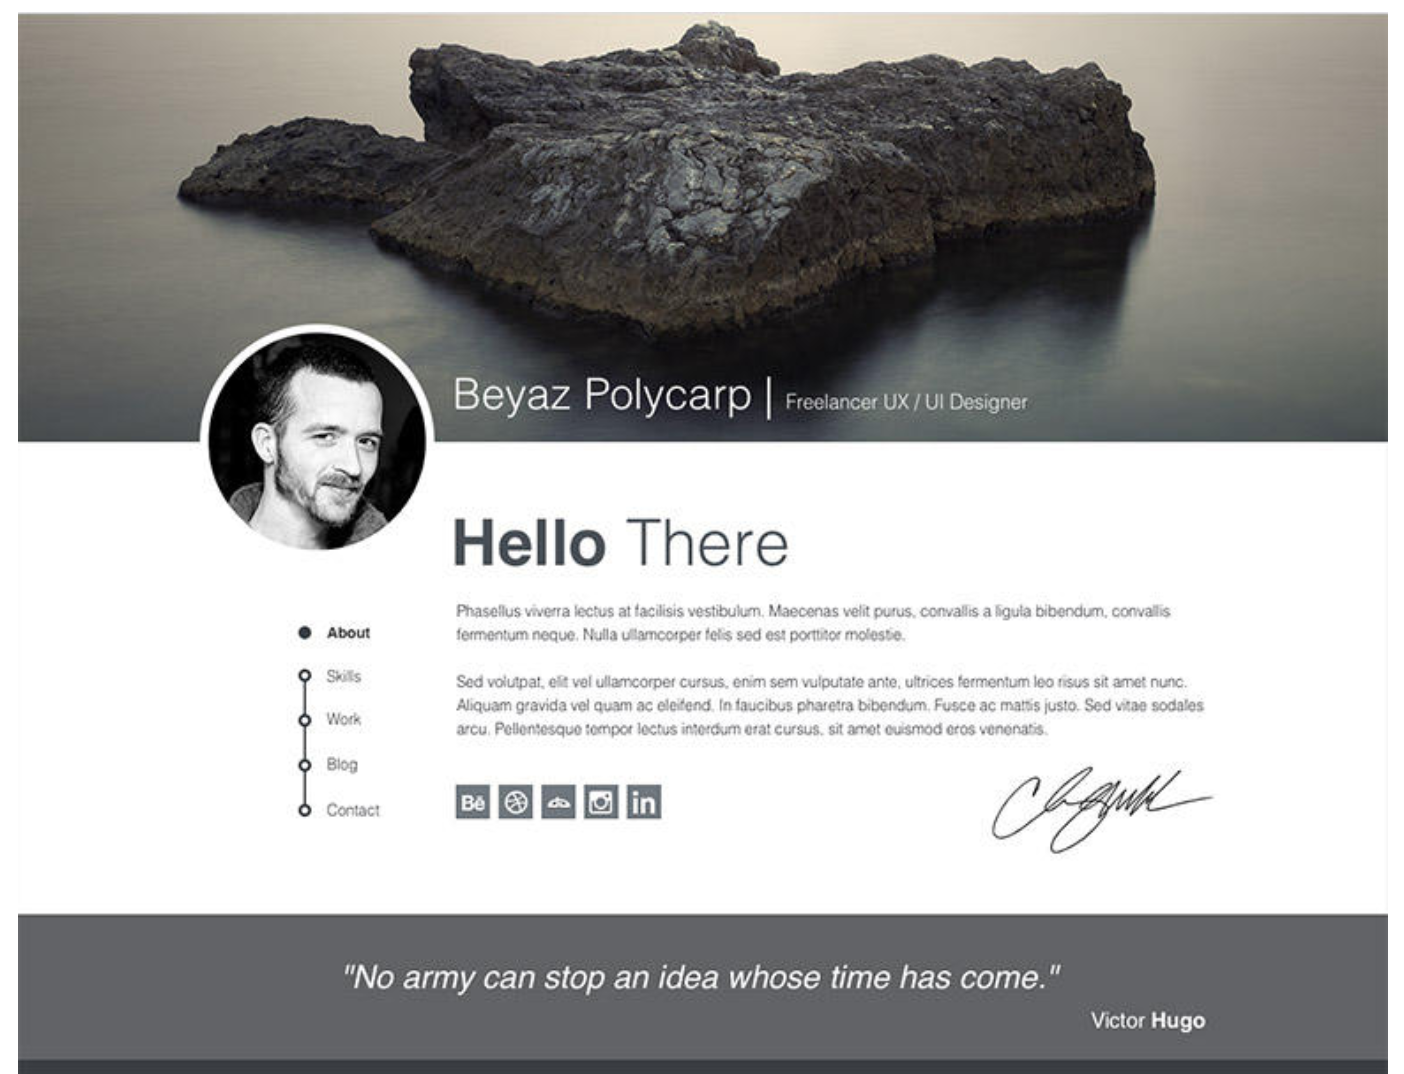 Beyaz Polycarp | Freelancer UX / UI Designer
Hello There
Phasellus viverra lectus at facilisis vestibulum. Maecenas velit purus, convallis a ligula bibendum, convallis
fermentum neque. Nulla ullamcorper felis sed est porttitor molestie.
Sed volutpat, elit vel ullamcorper cursus, enim sem vulputate ante, ultrices fermentum leo risus sit amet nunc.
Aliquam gravida vel quam ac eleifend. In faucibus pharetra bibendum. Fusce ac mattis justo. Sed vitae sodales
arcu. Pellentesque tempor lectus interdum erat cursus, sit amet euismod eros venenatis.
About
Skills
Work
Blog
Contact
Bē
in
"No army can stop an idea whose time has come."
Victor Hugo